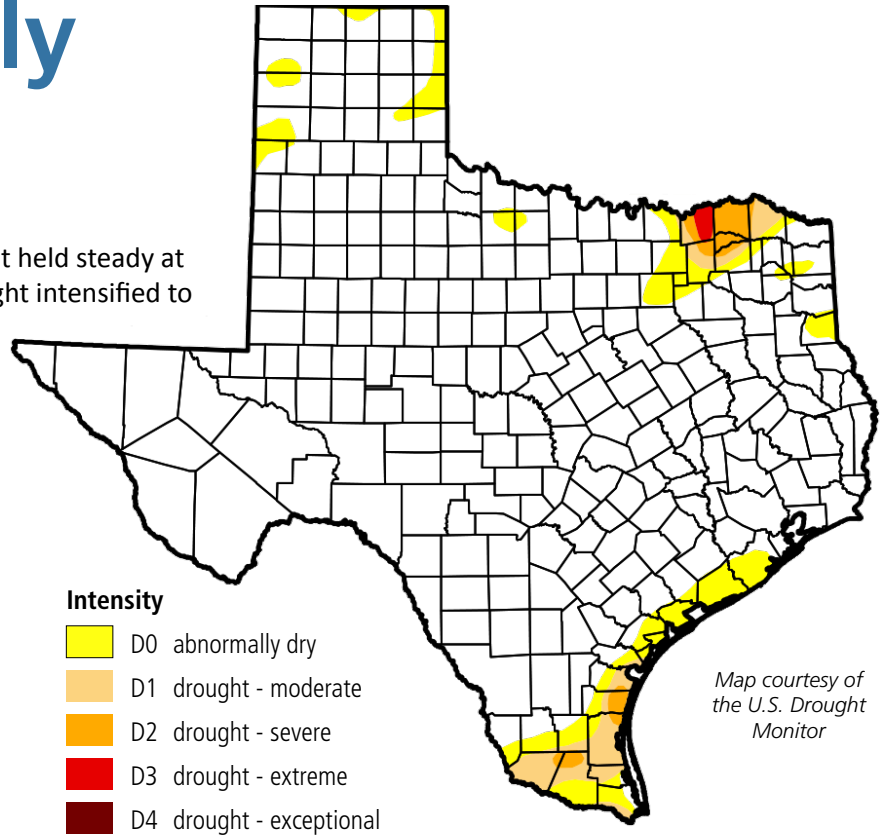 ly
t held steady at
ght intensified to
Intensity
D0 abnormally dry
D1 drought - moderate
D2 drought - severe
D3 drought - extreme
D4 drought - exceptional
Map courtesy of
the U.S. Drought
Monitor